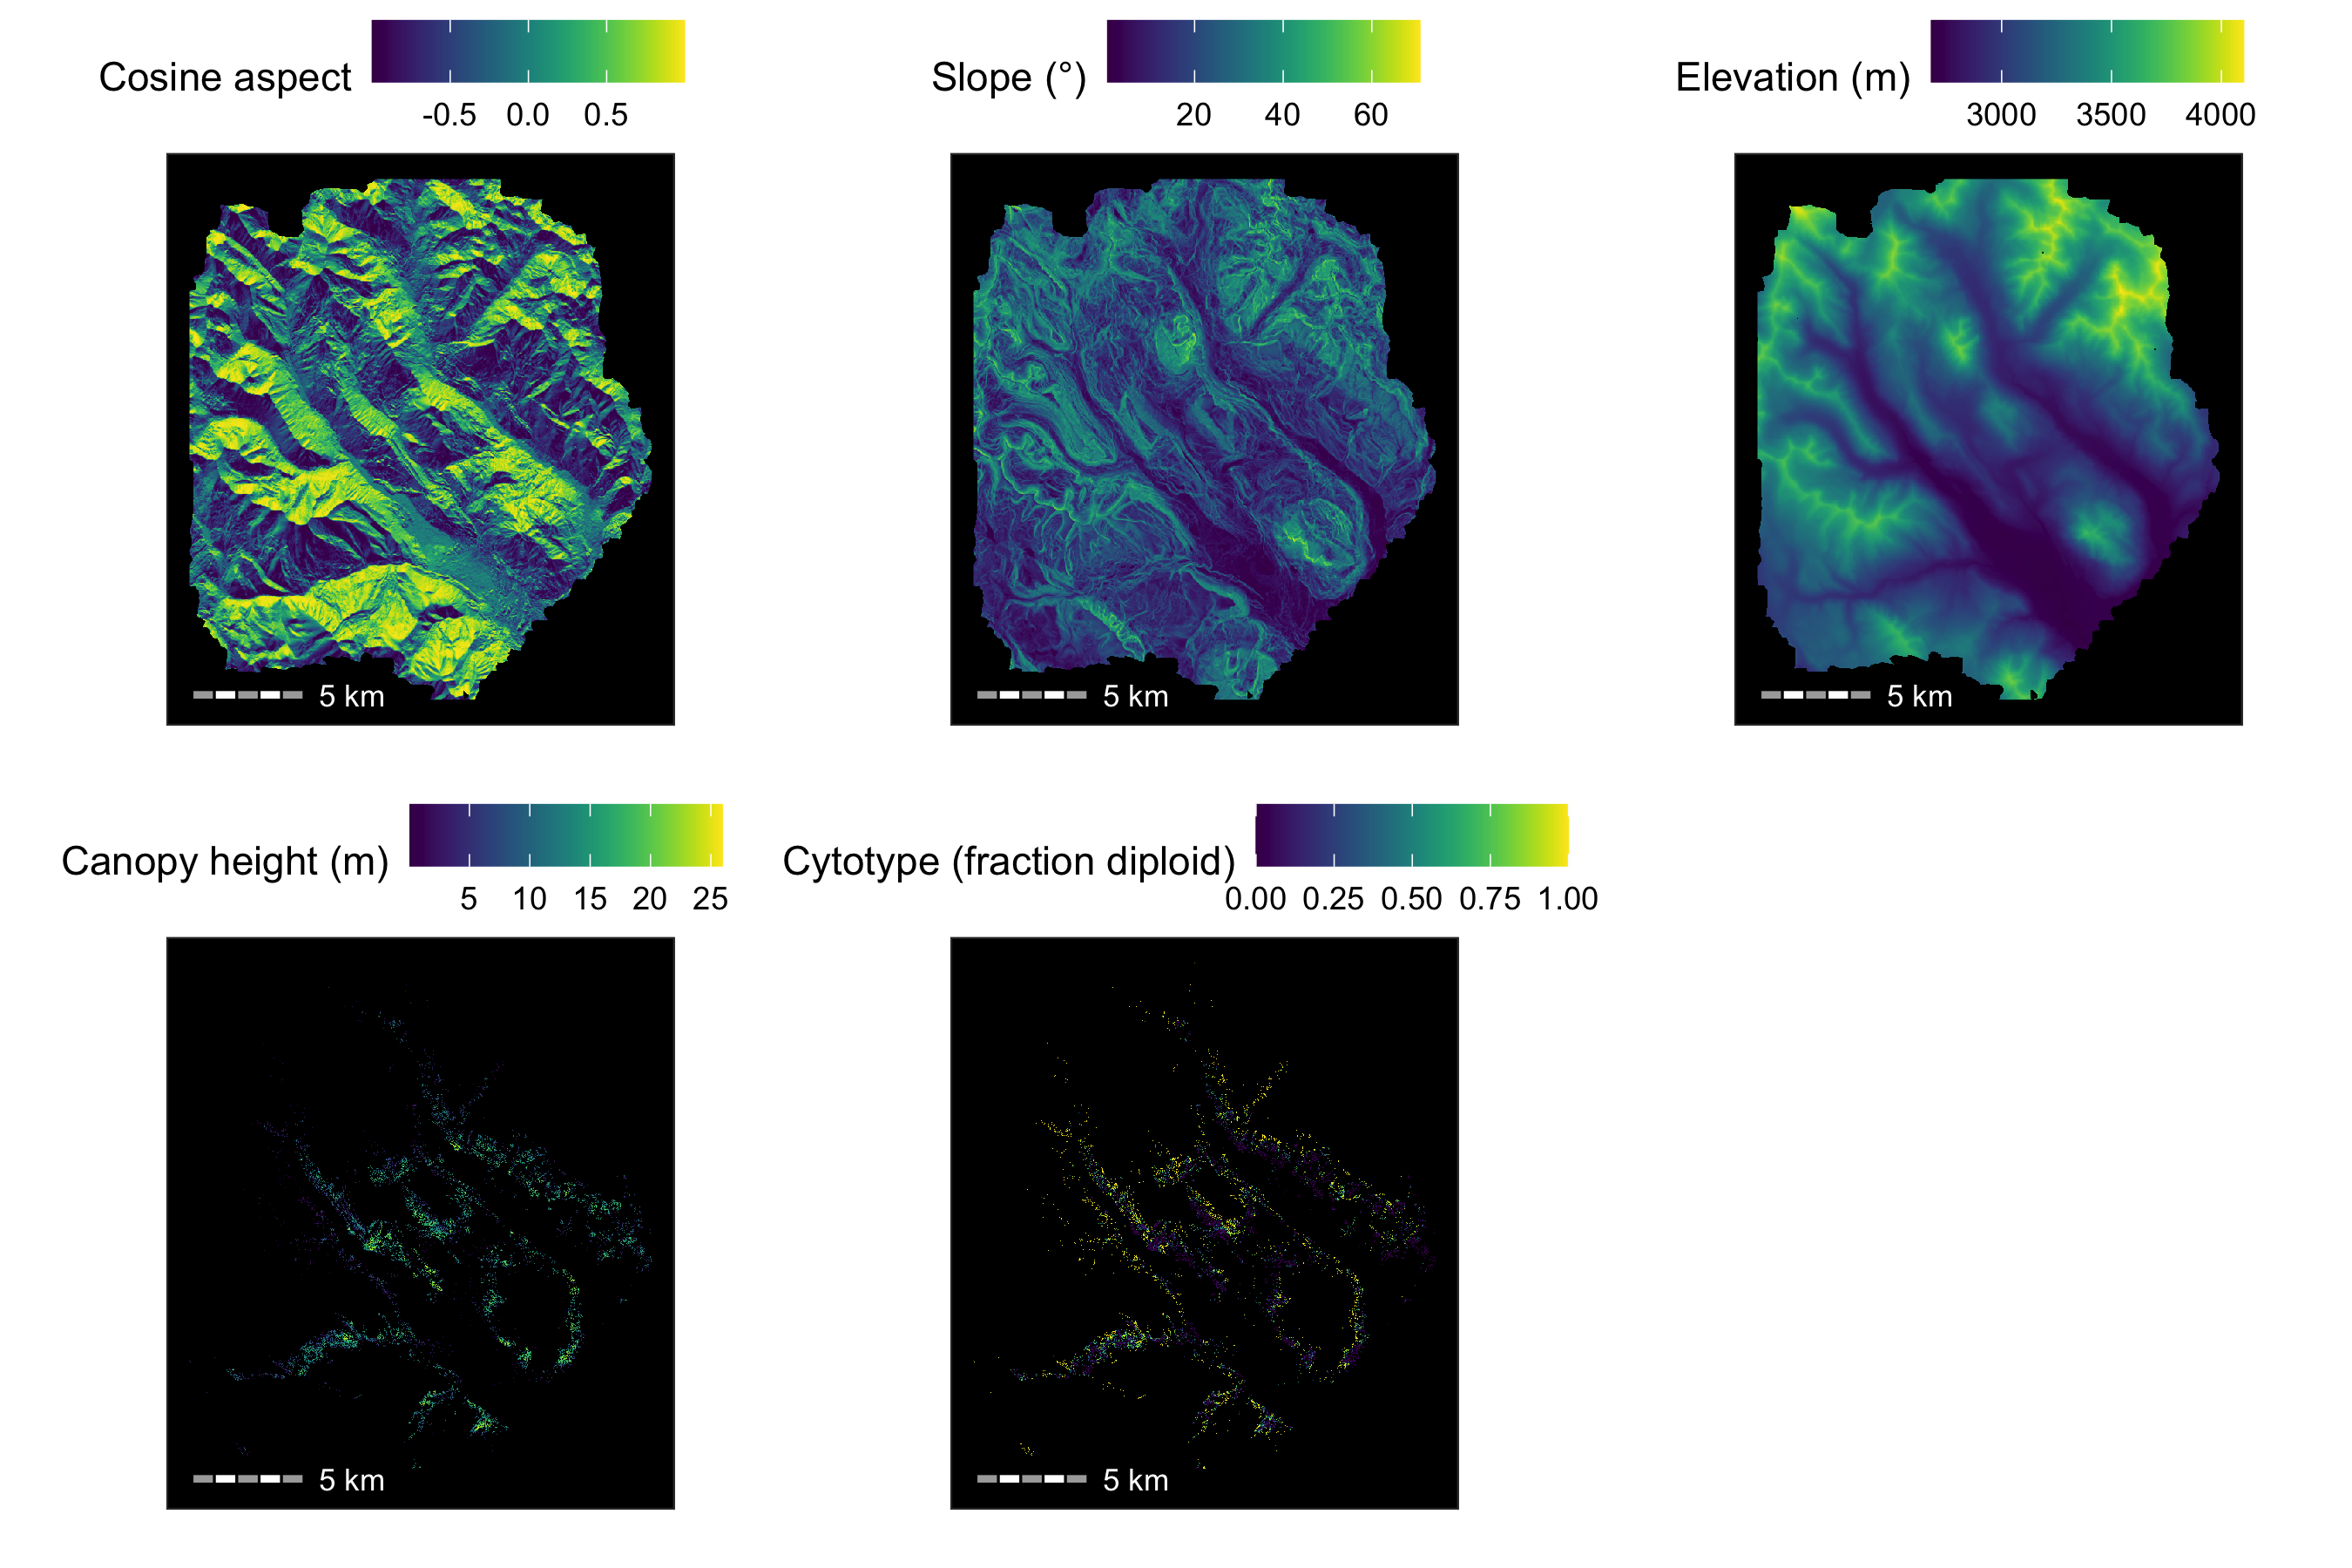 Cosine aspect
-0.5 0.0 0.5
5 km
Slope (°)
20 40 60
5 km
Elevation (m)
3000 3500 4000
5 km
Canopy height (m)
5 10 15 20 25
5 km
Cytotype (fraction diploid)
0.00 0.25 0.50 0.75 1.00
5 km